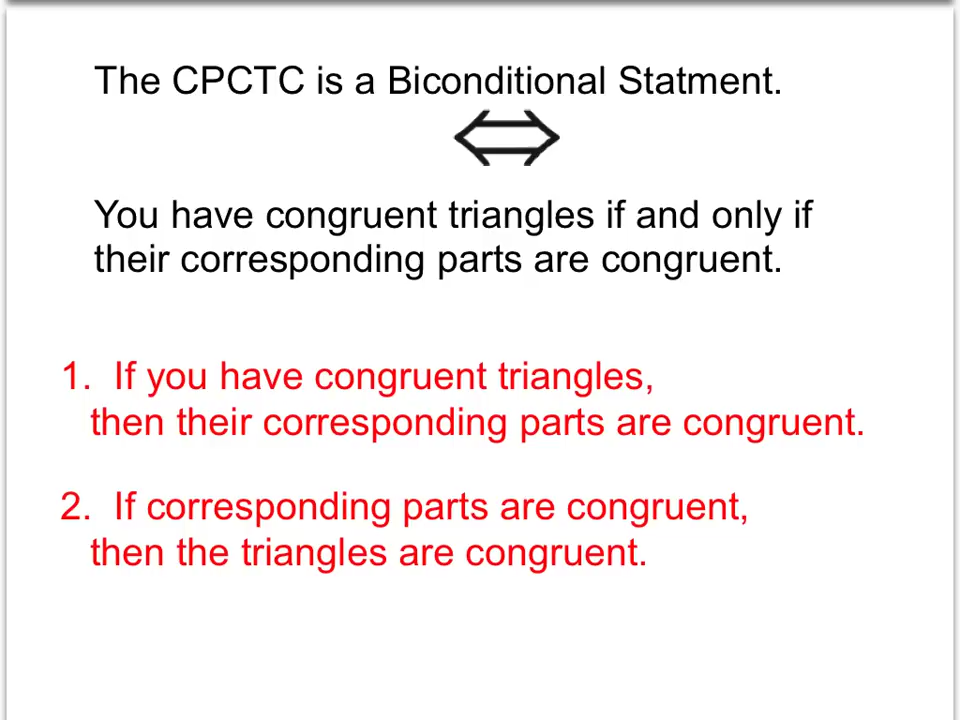 The CPCTC is a Biconditional Statment.
You have congruent triangles if and only if
their corresponding parts are congruent.
1. If you have congruent triangles,
then their corresponding parts are congruent.
2. If corresponding parts are congruent,
then the triangles are congruent.